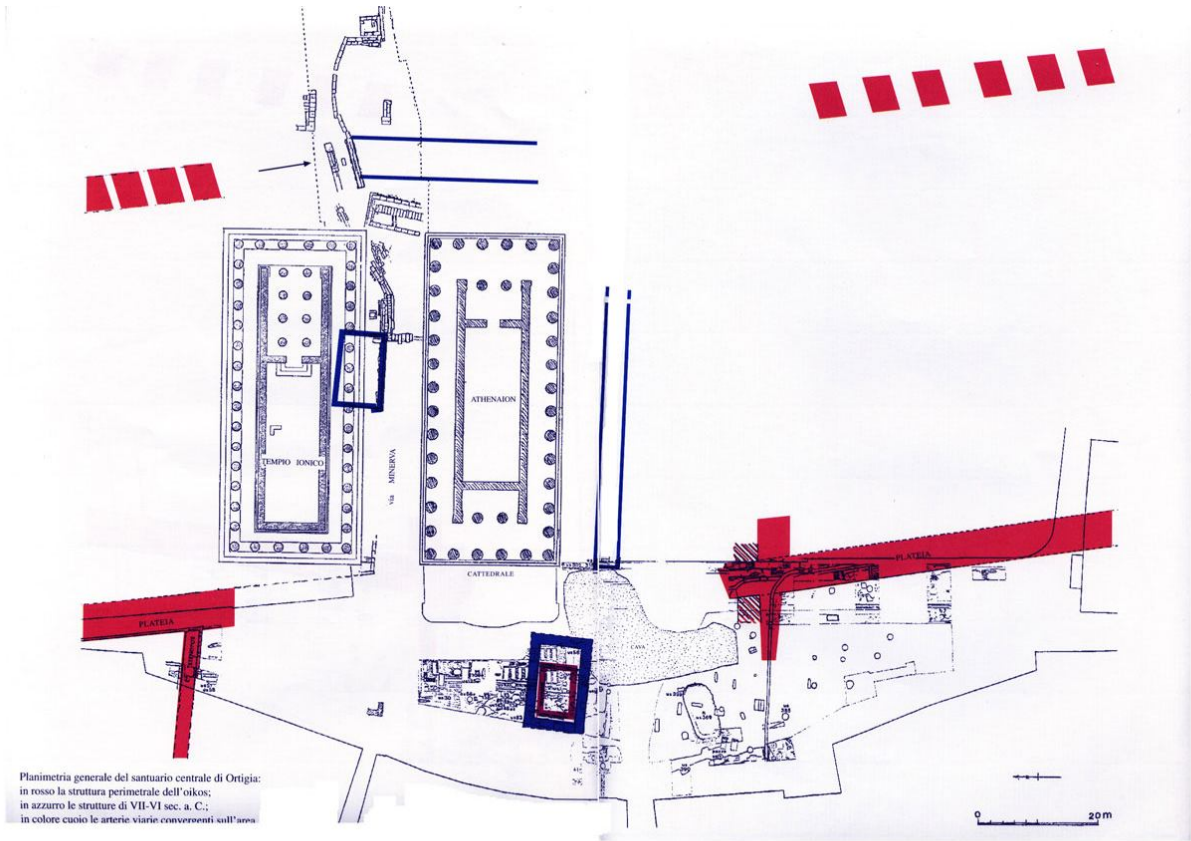 ATHENAION
TEMPIO IONICO
via MINERVA
CATTEDRALE
PLATEIA
PLATEIA
CAVA
Planimetria generale del santuario centrale di Ortigia:
in rosso la struttura perimetrale dell'oikos;
in azzurro le strutture di VII-VI sec. a. C.;
in colore cuoio le arterie viarie convergenti sull'area
0 20 m